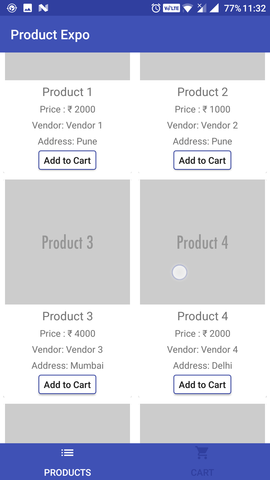 77% 11:32
Product Expo
Product 1
Price : ₹ 2000
Vendor: Vendor 1
Address: Pune
Add to Cart
Product 2
Price : ₹ 1000
Vendor: Vendor 2
Address: Pune
Add to Cart
Product 3
Product 3
Price : ₹ 4000
Vendor: Vendor 3
Address: Mumbai
Add to Cart
Product 4
Product 4
Price : ₹ 2000
Vendor: Vendor 4
Address: Delhi
Add to Cart
PRODUCTS
CART